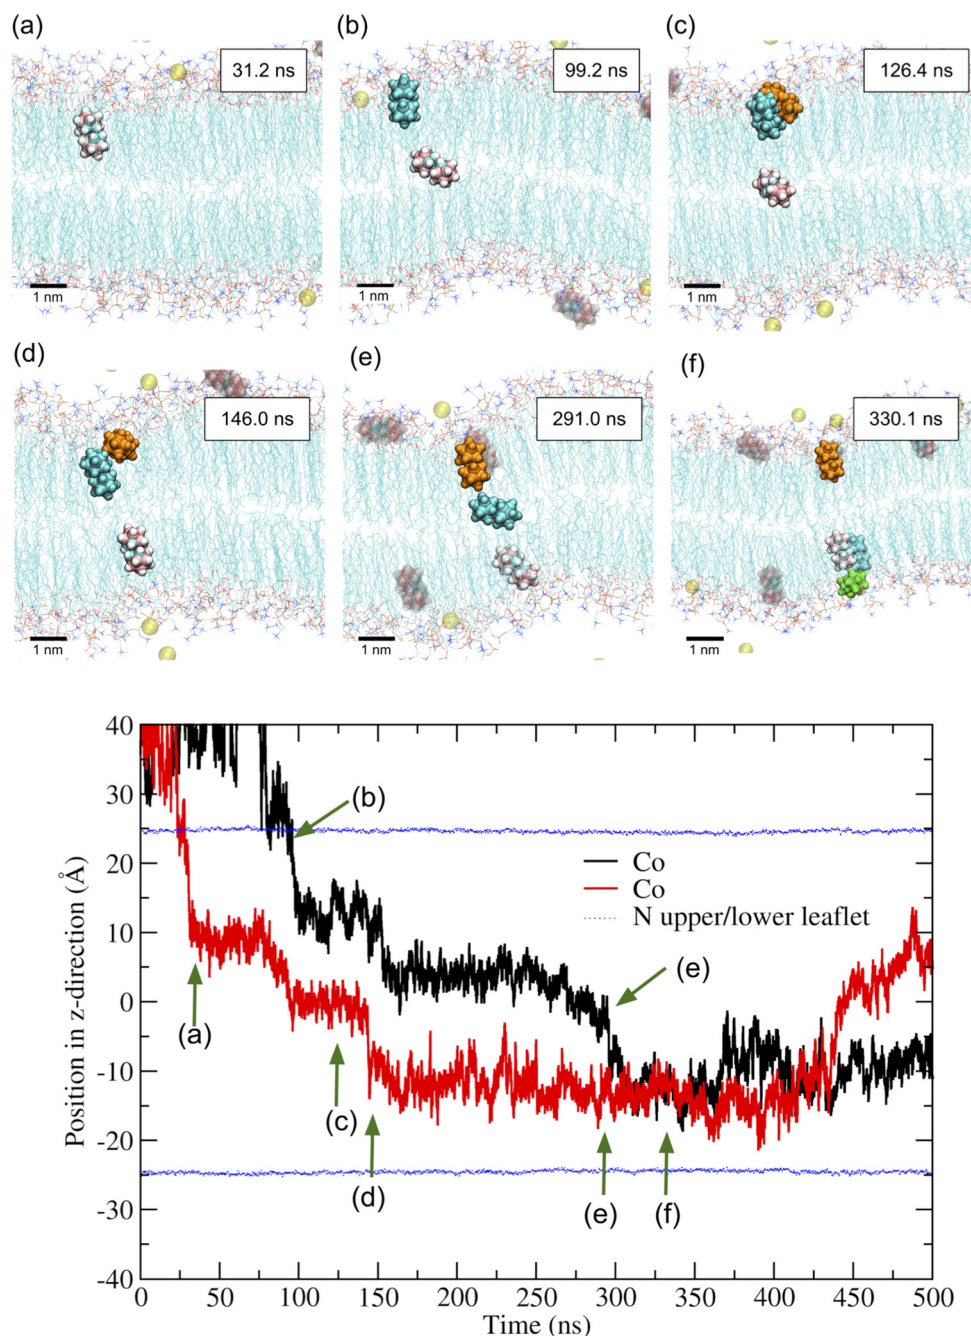 (a)
(b)
(c)
31.2 ns
99.2 ns
126.4 ns
1 nm
1 nm
1 nm
(d)
(e)
(f)
146.0 ns
291.0 ns
330.1 ns
1 nm
1 nm
1 nm
40
30
20
10
0
-10
-20
-30
-40
Position in z-direction (Å)
(b)
Co
Co
N upper/lower leaflet
(e)
(a)
(c)
(d)
(e)
(f)
0 50 100 150 200 250 300 350 400 450 500
Time (ns)